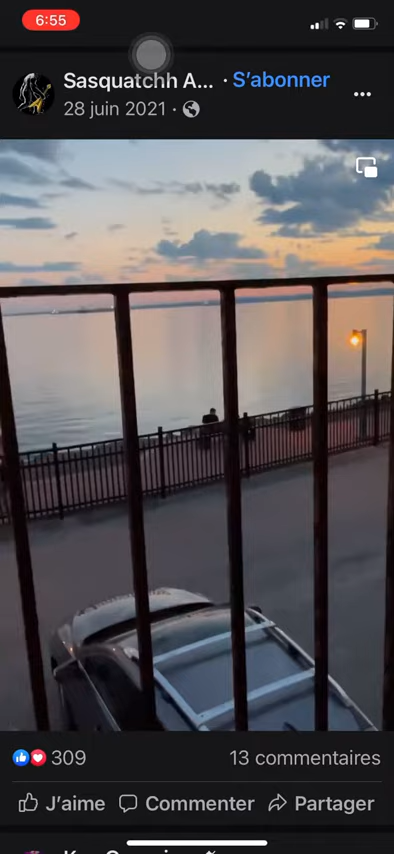 6:55
Sasquatchh A... · S'abonner
28 juin 2021 ·
309
13 commentaires
J'aime
Commenter
Partager